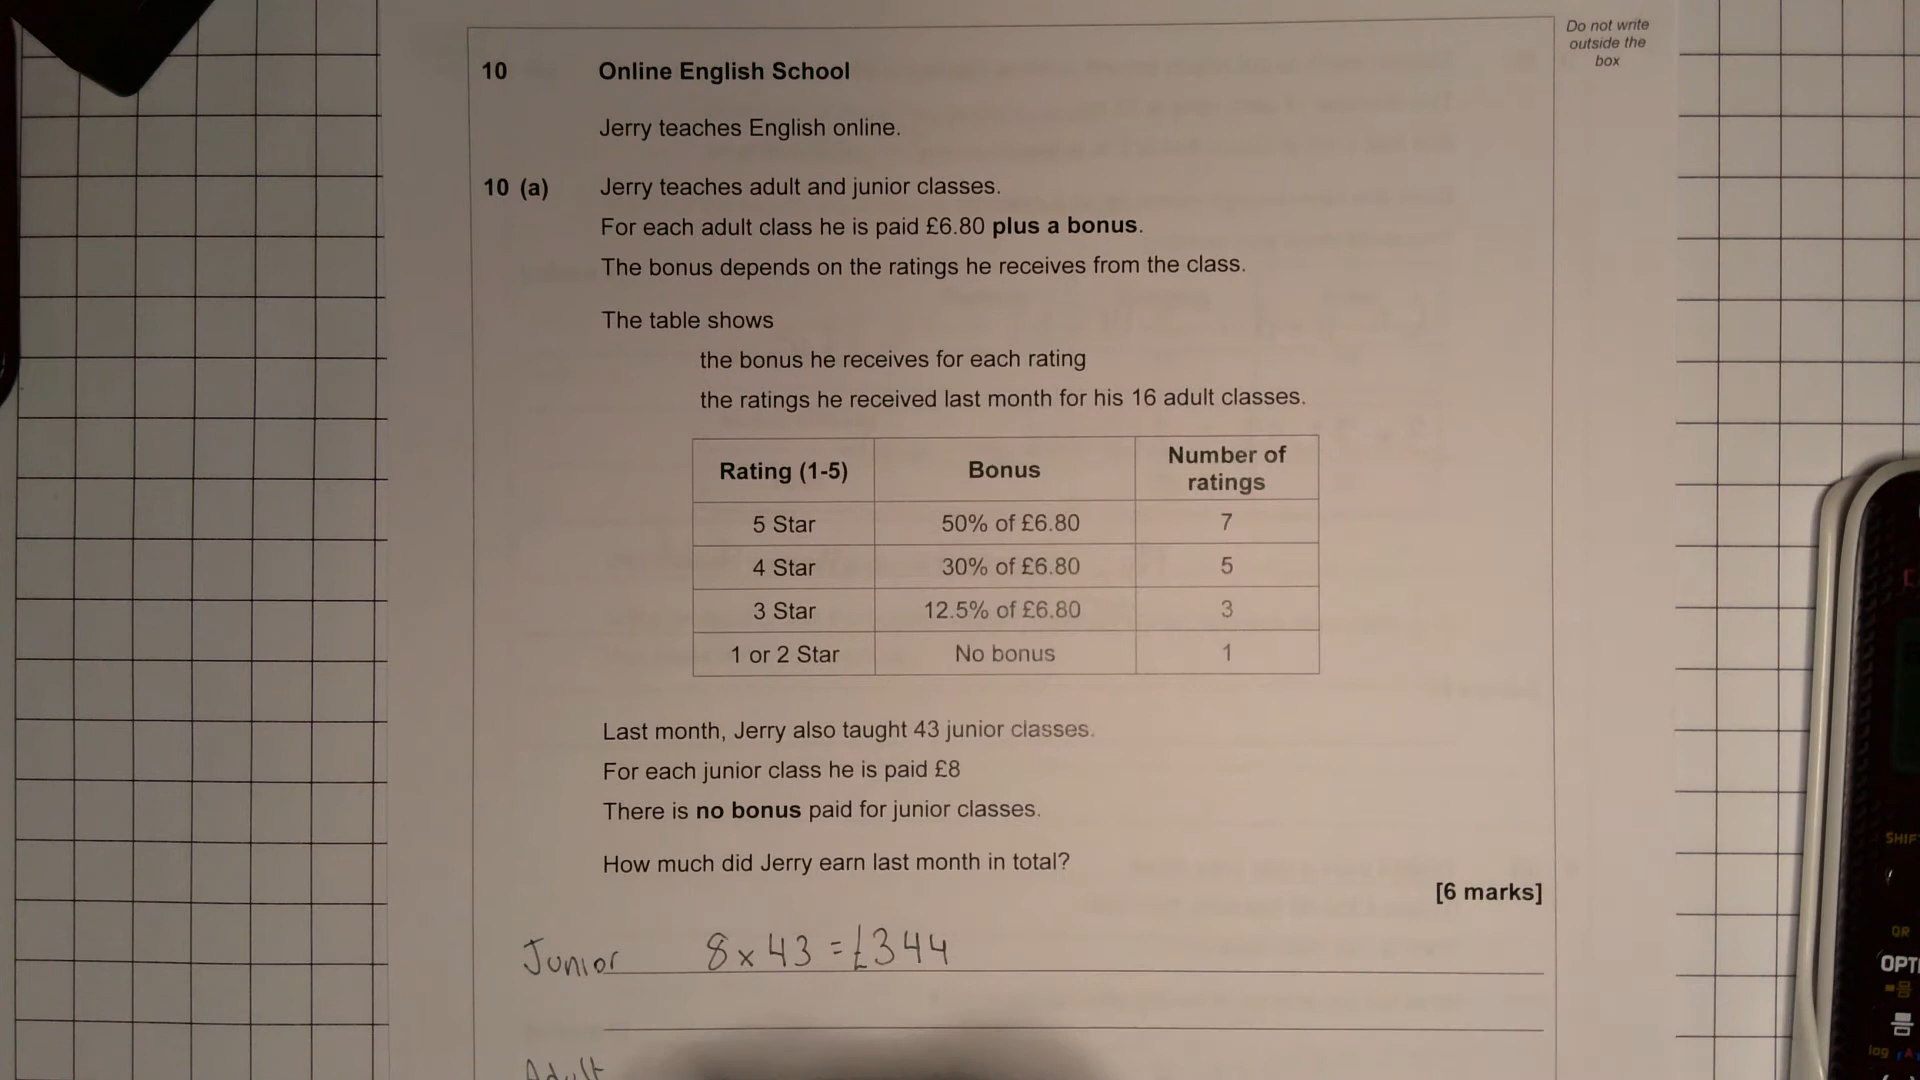 Do not write
outside the
box
10 Online English School
Jerry teaches English online.
10 (a) Jerry teaches adult and junior classes.
For each adult class he is paid £6.80 plus a bonus.
The bonus depends on the ratings he receives from the class.
The table shows
the bonus he receives for each rating
the ratings he received last month for his 16 adult classes.
Rating (1-5) Bonus Number of ratings
5 Star 50% of £6.80 7
4 Star 30% of £6.80 5
3 Star 12.5% of £6.80 3
1 or 2 Star No bonus 1
Last month, Jerry also taught 43 junior classes.
For each junior class he is paid £8
There is no bonus paid for junior classes.
How much did Jerry earn last month in total?
[6 marks]
Junior 8 x 43 = £344
Adult
QR
log